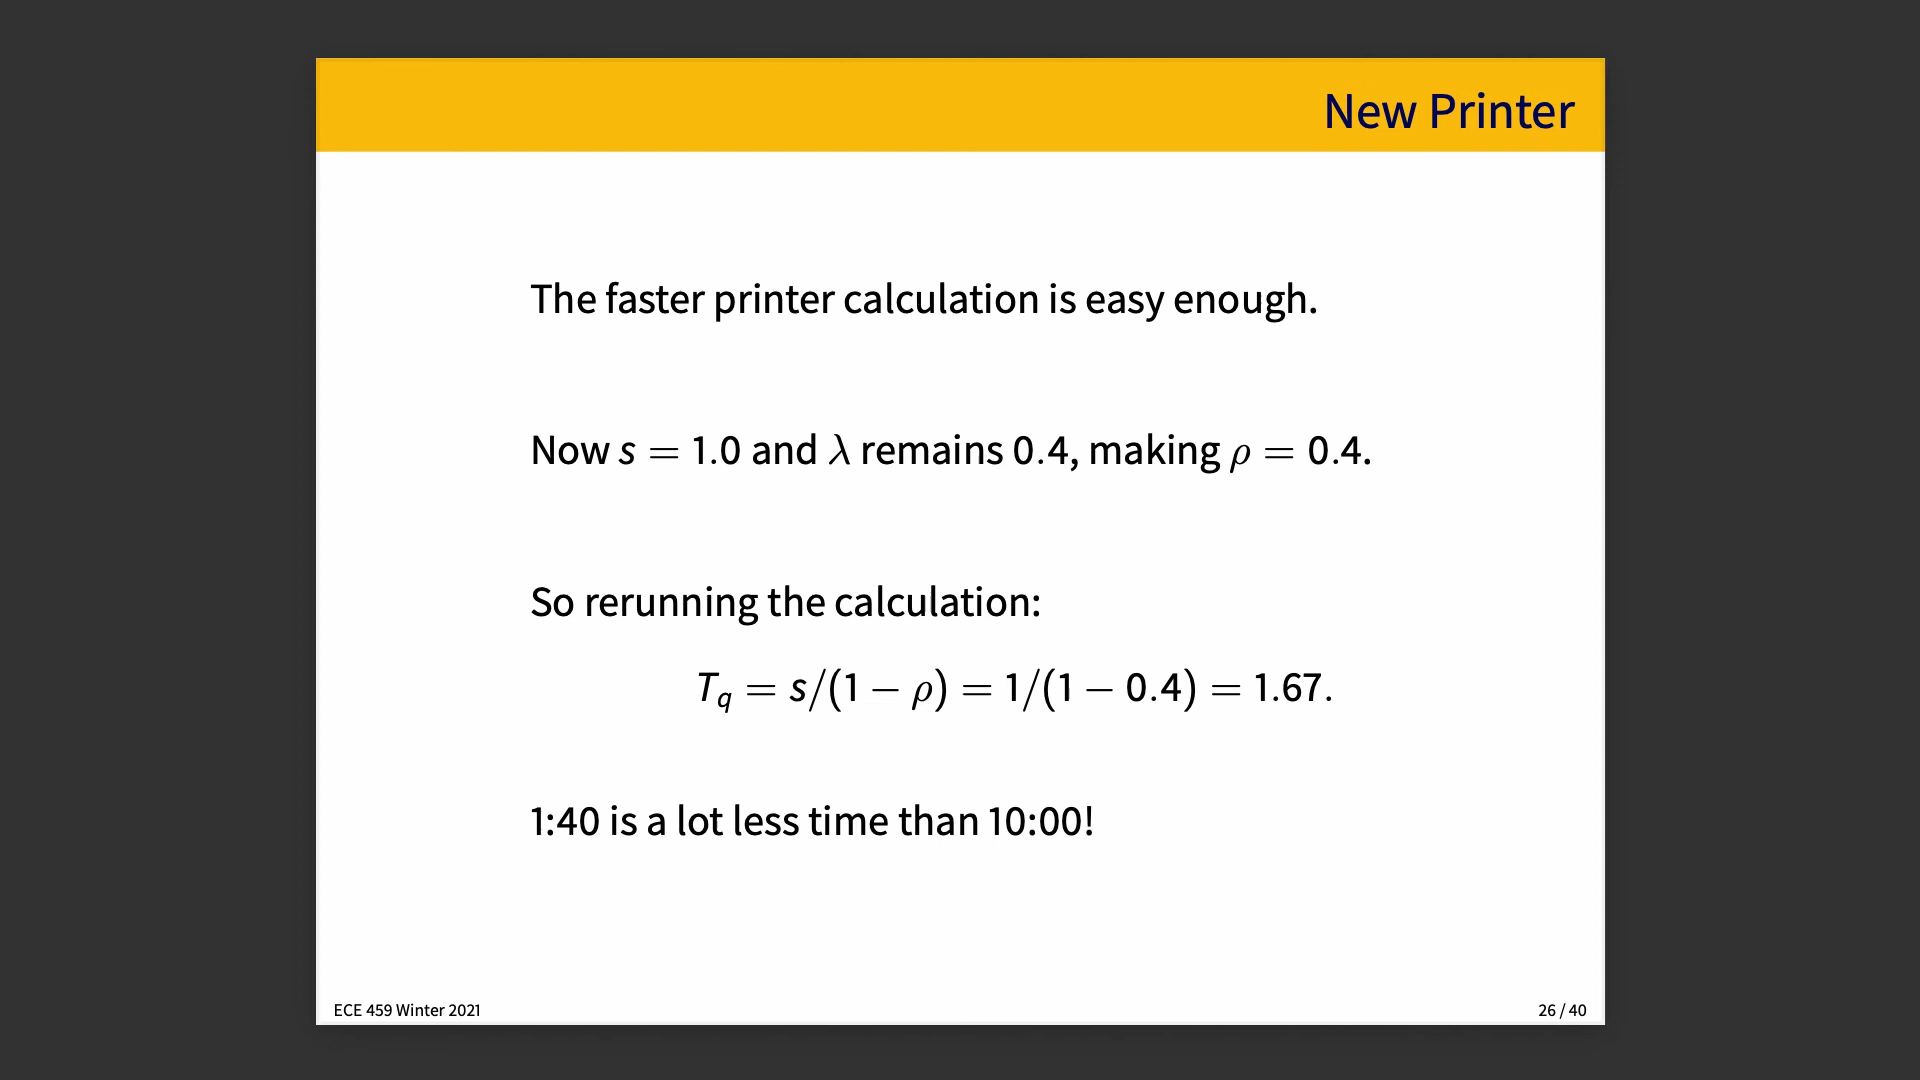 New Printer
The faster printer calculation is easy enough.
Now s = 1.0 and λ remains 0.4, making ρ = 0.4.
So rerunning the calculation:
T_q = s/(1 − ρ) = 1/(1 − 0.4) = 1.67.
1:40 is a lot less time than 10:00!
ECE 459 Winter 2021
26 / 40